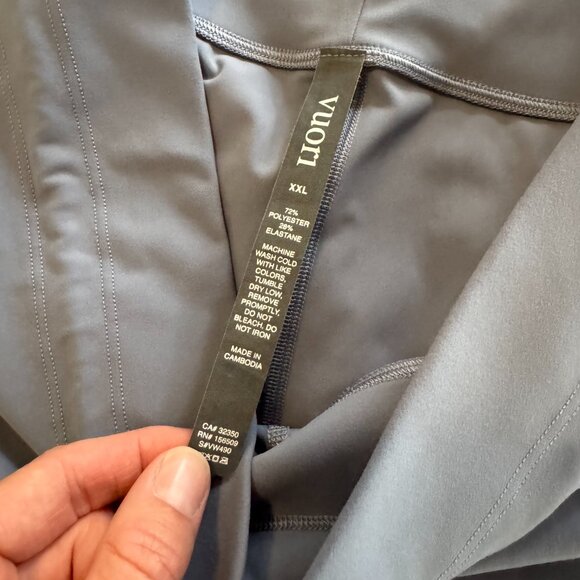 vuori
XXL
72%
POLYESTER
28%
ELASTANE
MACHINE
WASH COLD
WITH LIKE
COLORS,
TUMBLE
DRY LOW,
REMOVE
PROMPTLY.
DO NOT
BLEACH, DO
NOT IRON
MADE IN
CAMBODIA
CA# 32350
RN# 156509
S#VW490